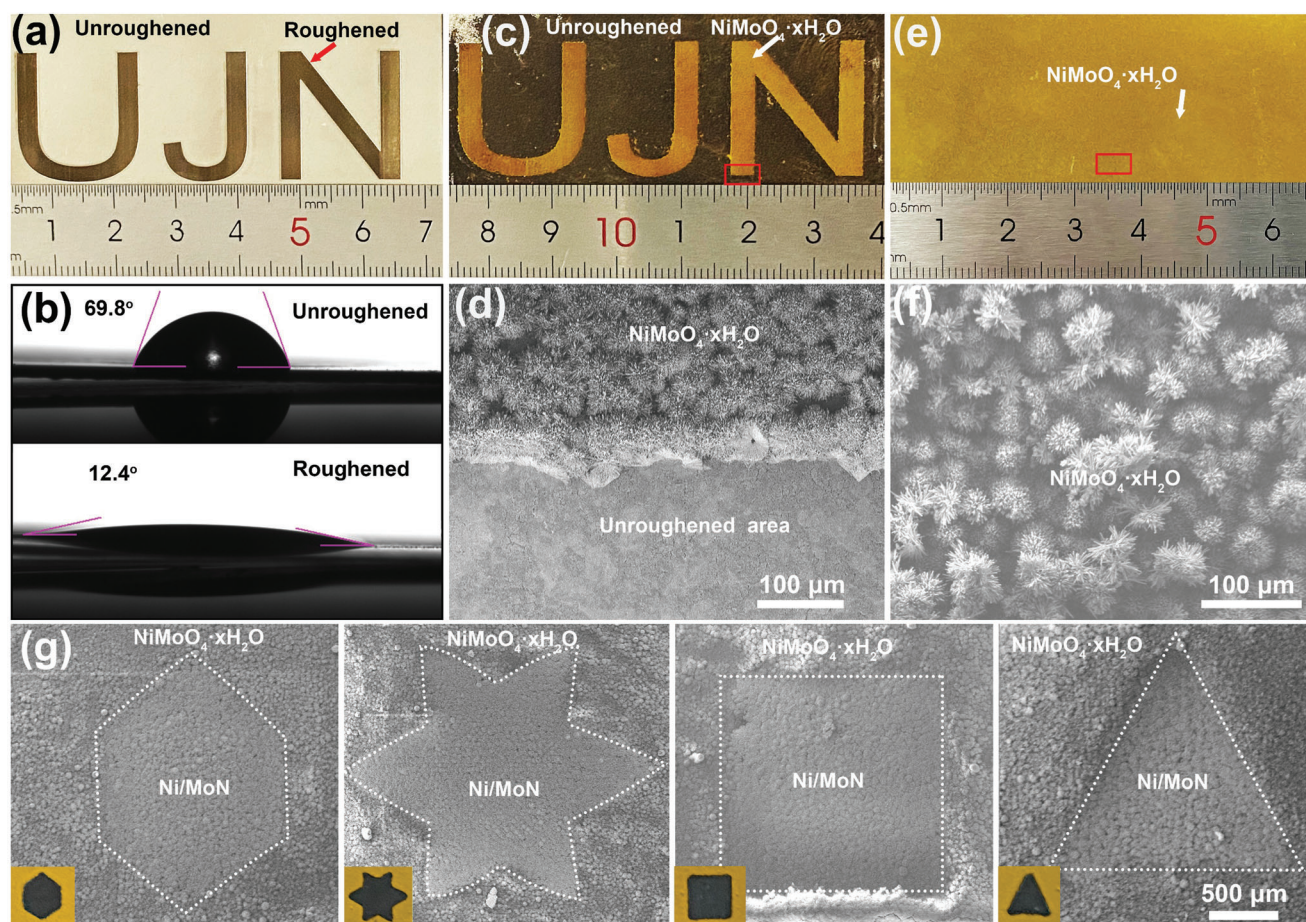 (a)
Unroughened
Roughened
.5mm
mm
1 2 3 4 5 6 7
m
(b)
69.8°
Unroughened
12.4°
Roughened
(c)
Unroughened
NiMoO₄·xH₂O
8 9 10 1 2 3 4
(d)
NiMoO₄·xH₂O
Unroughened area
100 µm
(e)
NiMoO₄·xH₂O
0.5mm
mm
1 2 3 4 5 6
(f)
NiMoO₄·xH₂O
100 µm
(g)
NiMoO₄·xH₂O
Ni/MoN
NiMoO₄·xH₂O
Ni/MoN
NiMoO₄·xH₂O
Ni/MoN
NiMoO₄·xH₂O
Ni/MoN
500 µm
UJN
UJN